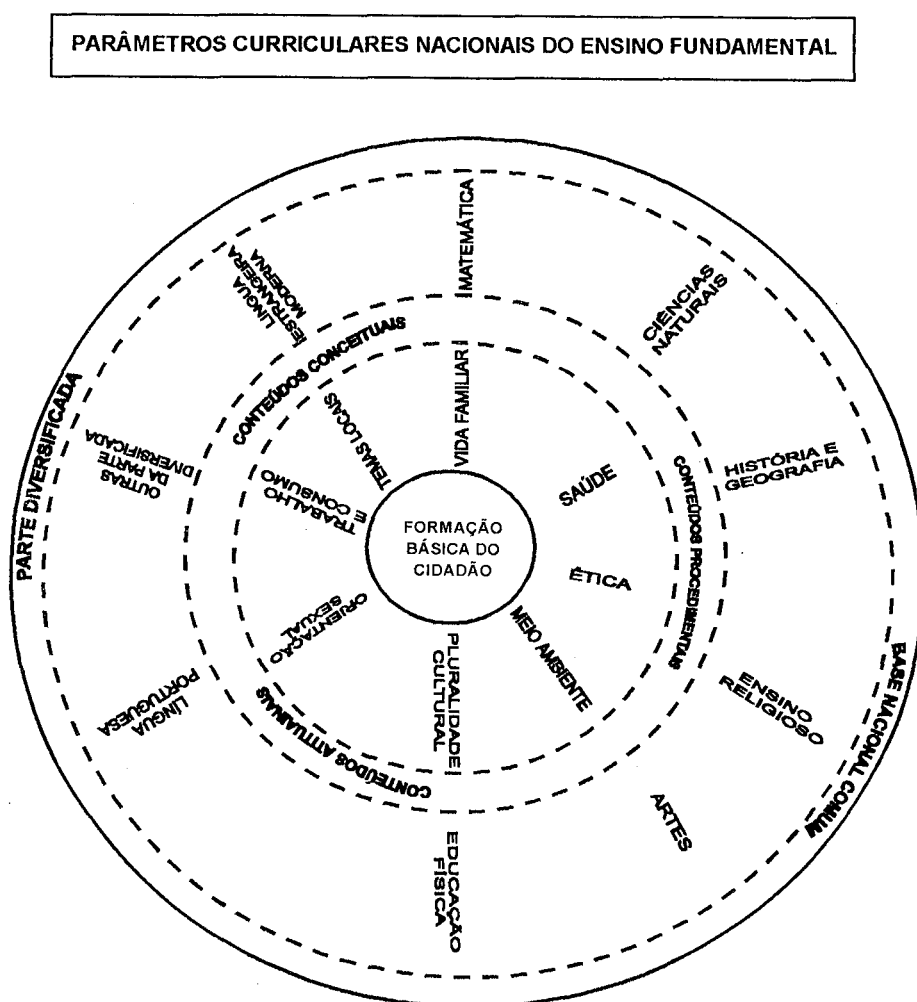 PARÂMETROS CURRICULARES NACIONAIS DO ENSINO FUNDAMENTAL
MATEMÁTICA
CIÊNCIAS
NATURAIS
HISTÓRIA E
GEOGRAFIA
ENSINO
RELIGIOSO
ARTES
EDUCAÇÃO
FÍSICA
LÍNGUA
PORTUGUESA
OUTRAS
DA PARTE
DIVERSIFICADA
LINGUA
ESTRANGEIRA
MODERNA
PARTE DIVERSIFICADA
BASE NACIONAL COMUM
CONTEÚDOS CONCEITUAIS
CONTEÚDOS PROCEDIMENTAIS
CONTEÚDOS ATITUAINAIS
VIDA FAMILIAR
SAÚDE
ÉTICA
MEIO AMBIENTE
PLURALIDADE
CULTURAL
ORIENTAÇÃO
SEXUAL
TRABALHO
E CONSUMO
TEMAS LOCAIS
FORMAÇÃO
BÁSICA DO
CIDADÃO